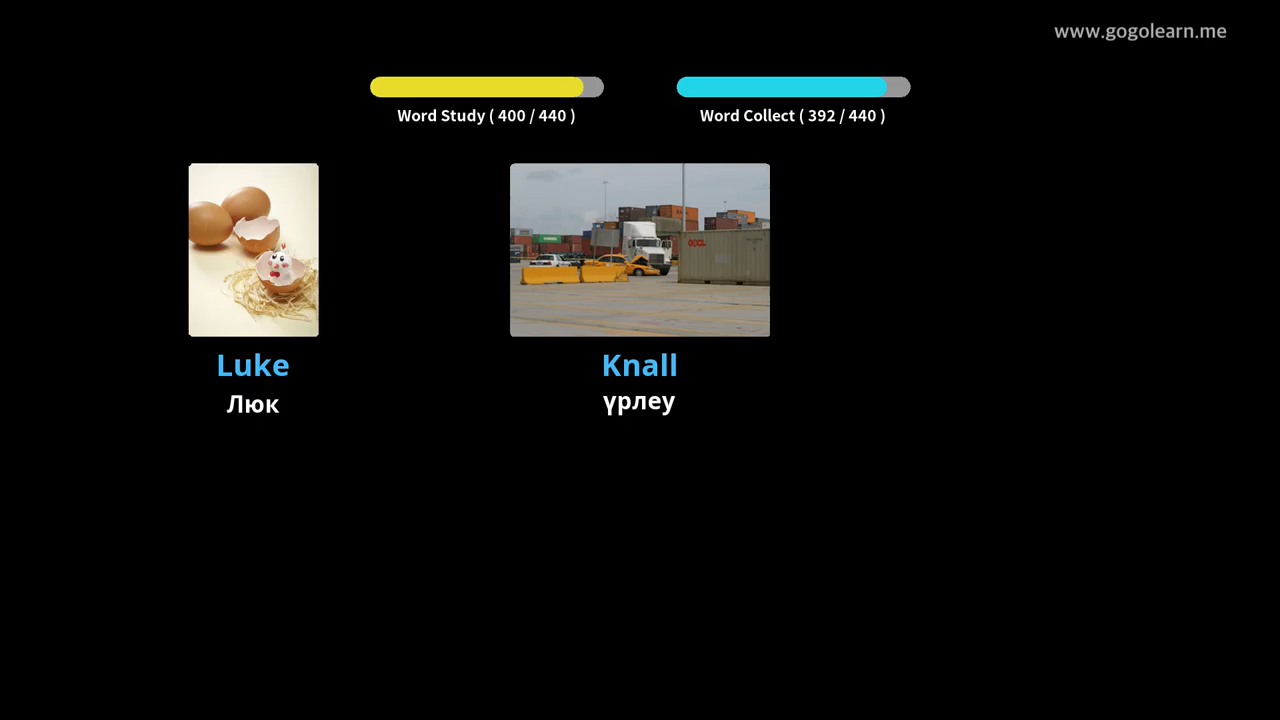 www.gogolearn.me
Word Study ( 400 / 440 )
Word Collect ( 392 / 440 )
Luke
Люк
Knall
үрлеу